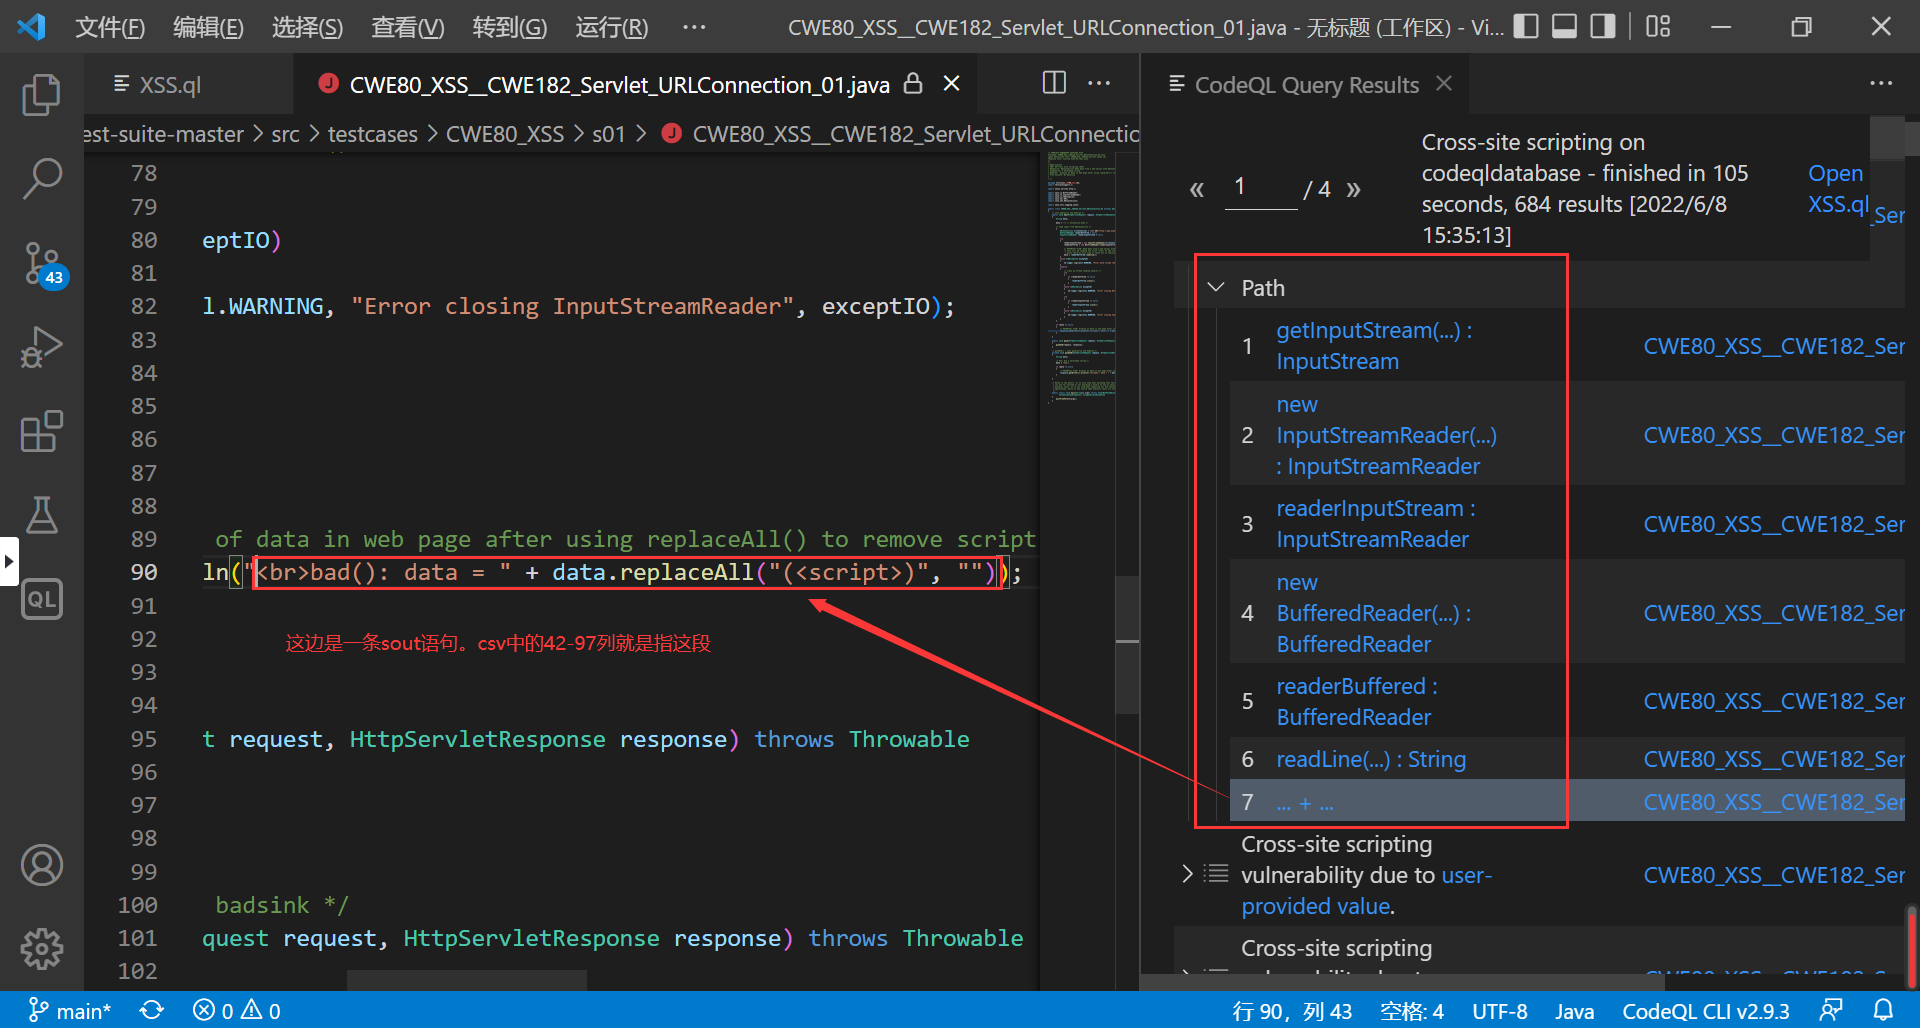 文件(F) 编辑(E) 选择(S) 查看(V) 转到(G) 运行(R) ··· CWE80_XSS__CWE182_Servlet_URLConnection_01.java - 无标题 (工作区) - Vi...
XSS.ql
CWE80_XSS__CWE182_Servlet_URLConnection_01.java
CodeQL Query Results
est-suite-master > src > testcases > CWE80_XSS > s01 > CWE80_XSS__CWE182_Servlet_URLConnectio
78
79
80 eptIO)
81
82 l.WARNING, "Error closing InputStreamReader", exceptIO);
83
84
85
86
87
88
89 of data in web page after using replaceAll() to remove script
90 ln("<br>bad(): data = " + data.replaceAll("(<script>)", ""));
91
92
这边是一条sout语句。csv中的42-97列就是指这段
93
94
95 t request, HttpServletResponse response) throws Throwable
96
97
98
99
100 badsink */
101 quest request, HttpServletResponse response) throws Throwable
102
43
QL
« 1 / 4 »
Cross-site scripting on
codeqldatabase - finished in 105
seconds, 684 results [2022/6/8
15:35:13]
Open
XSS.ql
_Ser
Path
1 getInputStream(...) :
InputStream
CWE80_XSS__CWE182_Ser
2 new
InputStreamReader(...)
: InputStreamReader
CWE80_XSS__CWE182_Ser
3 readerInputStream :
InputStreamReader
CWE80_XSS__CWE182_Ser
4 new
BufferedReader(...) :
BufferedReader
CWE80_XSS__CWE182_Ser
5 readerBuffered :
BufferedReader
CWE80_XSS__CWE182_Ser
6 readLine(...) : String CWE80_XSS__CWE182_Ser
7 ... + ... CWE80_XSS__CWE182_Ser
Cross-site scripting
vulnerability due to user-
provided value.
CWE80_XSS__CWE182_Ser
Cross-site scripting
main* 0 0 行 90，列 43 空格: 4 UTF-8 Java CodeQL CLI v2.9.3